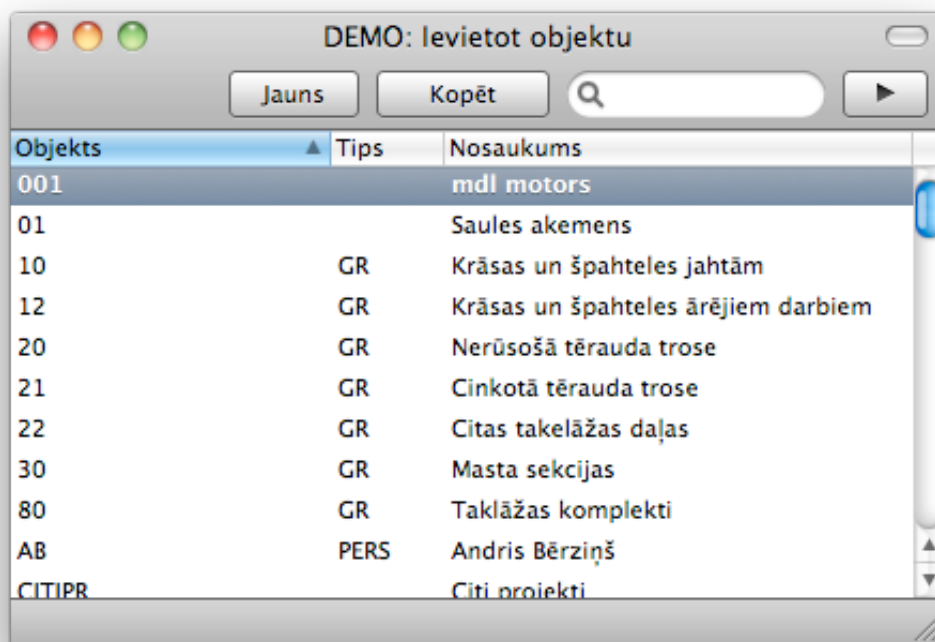 DEMO: Ievietot objektu
Jauns Kopēt
Objekts Tips Nosaukums
001 mdl motors
01 Saules akemens
10 GR Krāsas un špahteles jahtām
12 GR Krāsas un špahteles ārējiem darbiem
20 GR Nerūsošā tērauda trose
21 GR Cinkotā tērauda trose
22 GR Citas takelāžas daļas
30 GR Masta sekcijas
80 GR Taklāžas komplekti
AB PERS Andris Bērziņš
CITIPR Citi projekti